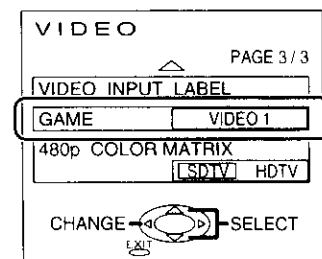 VIDEO
PAGE 3 / 3
VIDEO INPUT LABEL
GAME VIDEO 1
480p COLOR MATRIX
SDTV HDTV
CHANGE SELECT
EXIT